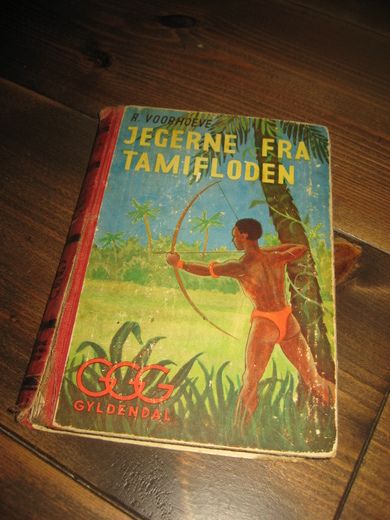 R. VOORHOEVE
JEGERNE FRA
TAMIFLODEN
GGG
GYLDENDAL